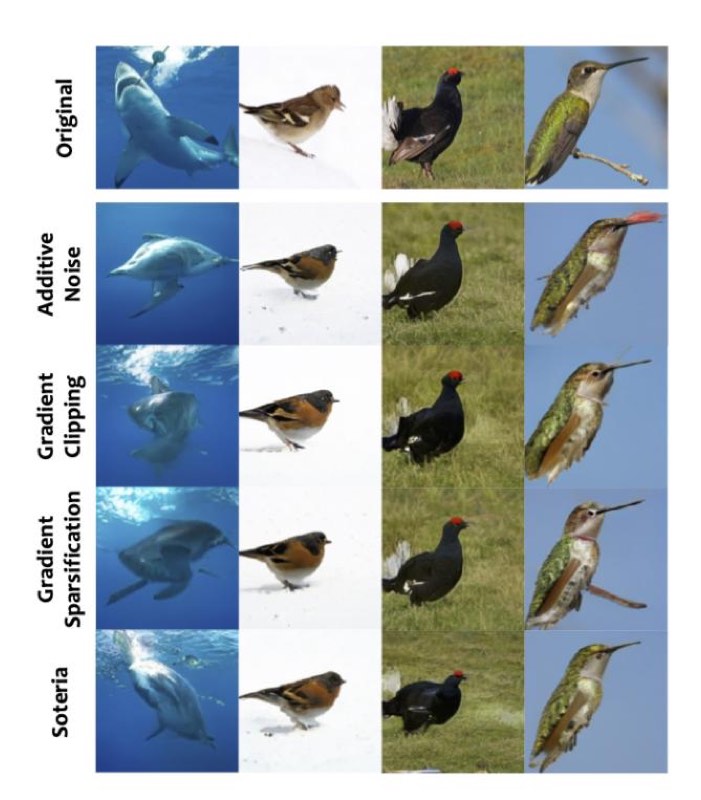 Original
Additive
Noise
Gradient
Clipping
Gradient
Sparsification
Soteria